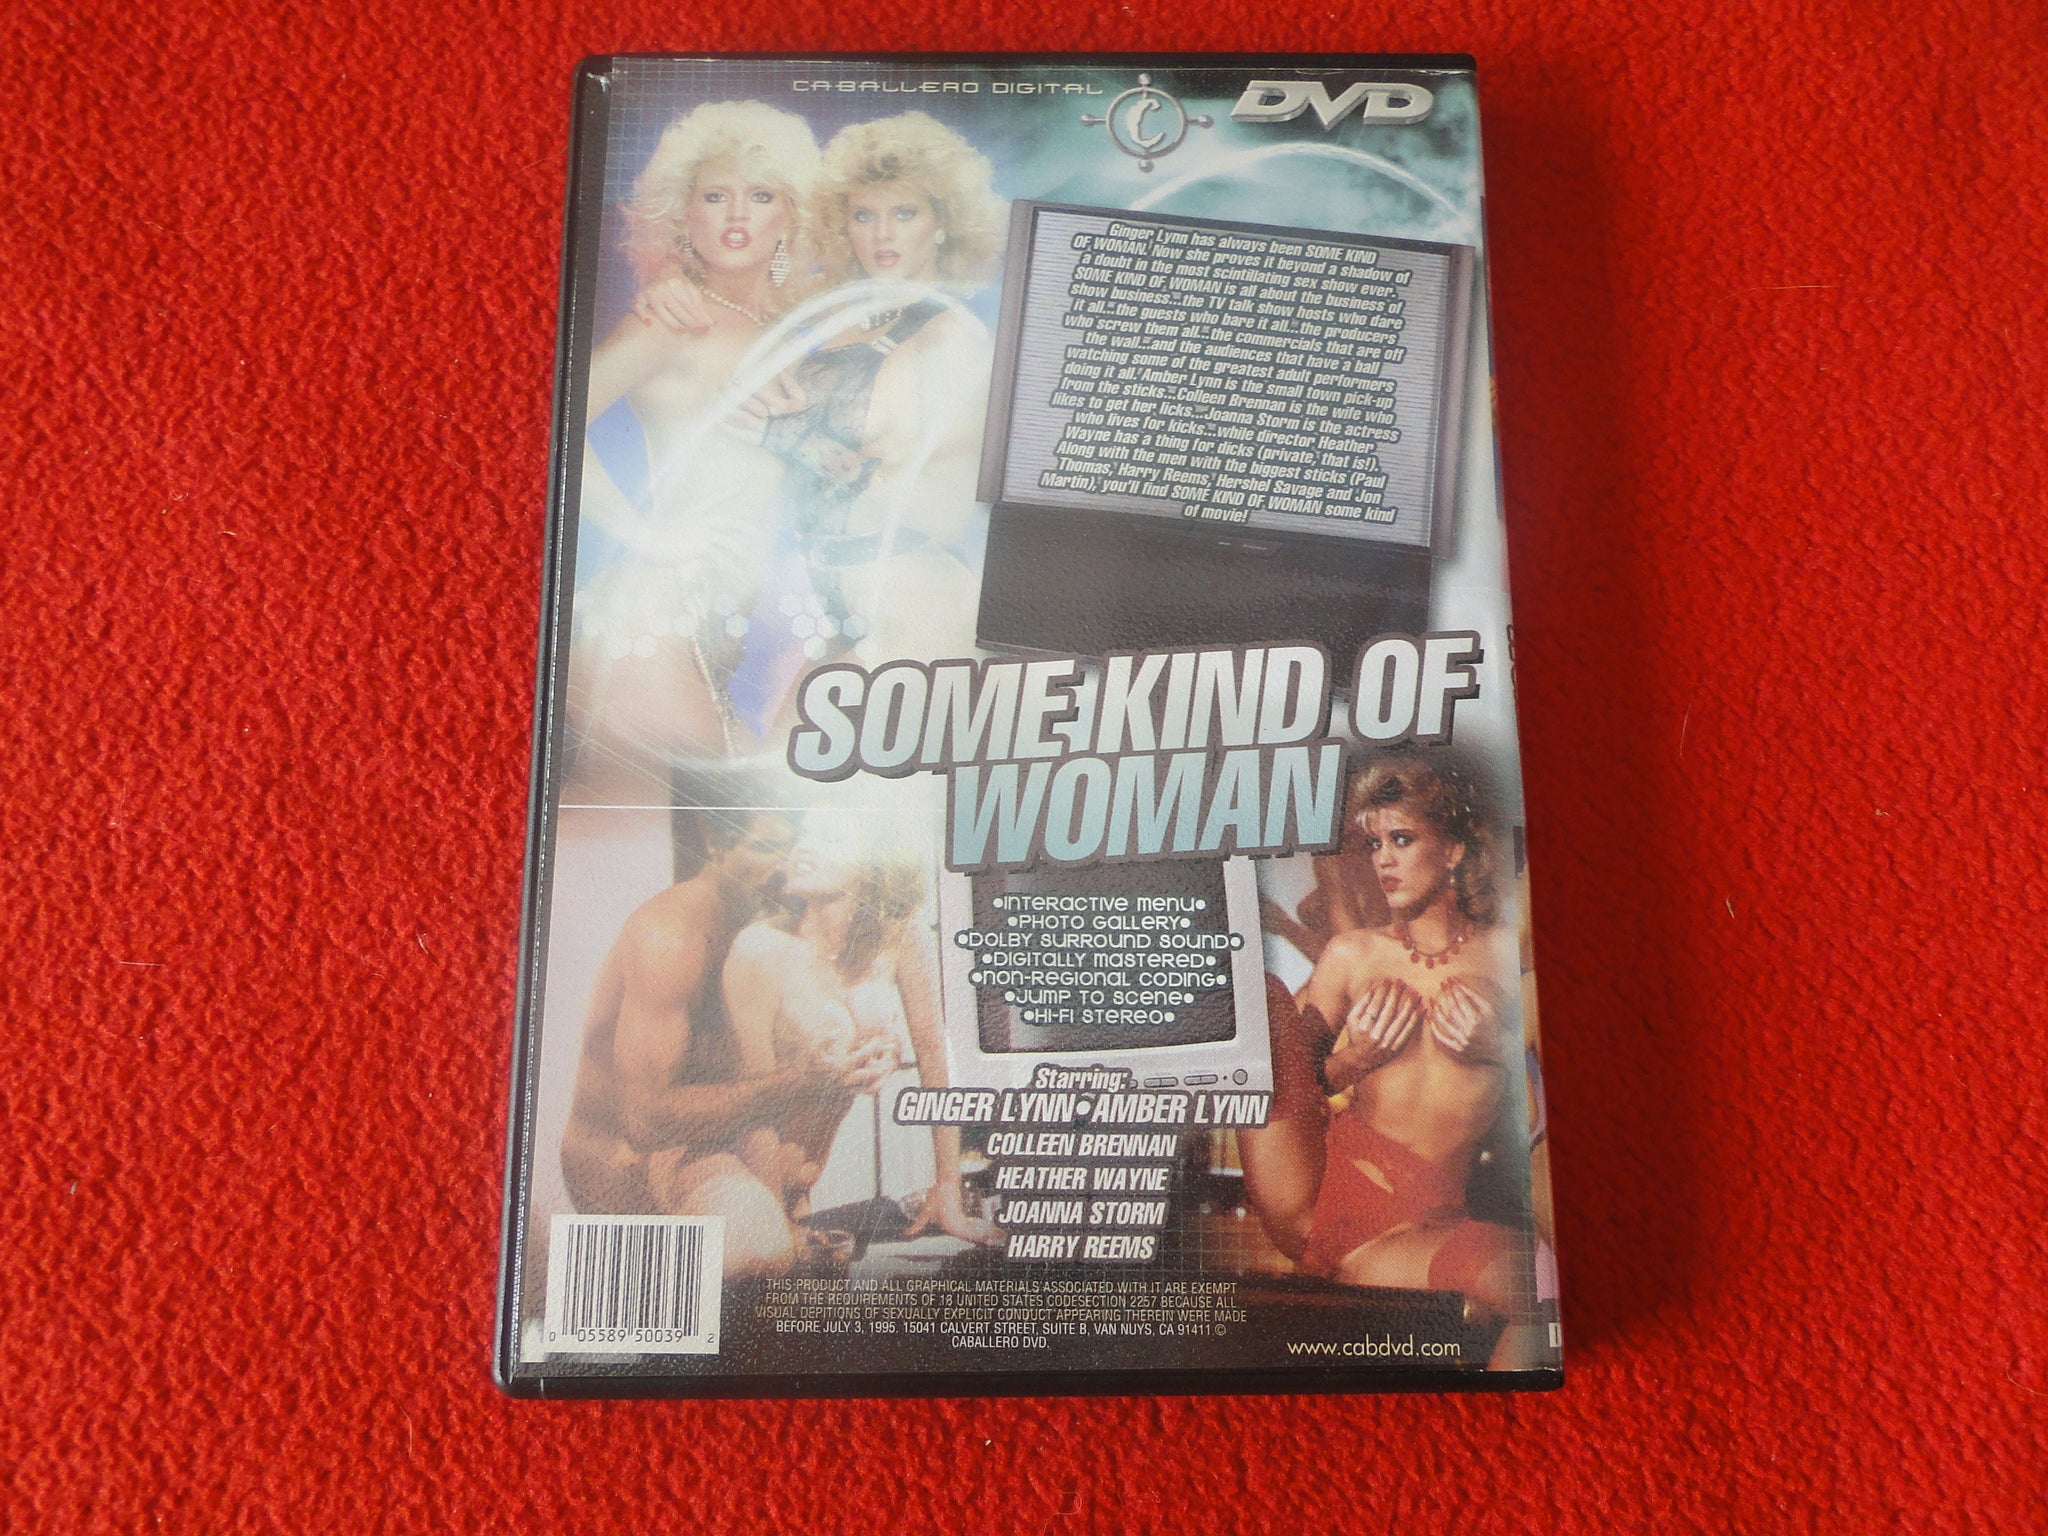 CABALLERO DIGITAL
C
DVD
Ginger Lynn has always been SOME KIND
OF WOMAN. Now she proves it beyond a shadow of
a doubt in the most scintillating sex show ever.
SOME KIND OF WOMAN is all about the business of
show business...the TV talk show hosts who dare
it all...the guests who bare it all...the producers
who screw them all...the commercials that are off
the wall...and the audiences that have a ball
watching some of the greatest adult performers
doing it all. Amber Lynn is the small town pick-up
from the sticks...Colleen Brennan is the wife who
likes to get her licks...Joanna Storm is the actress
who lives for kicks...while director Heather
Wayne has a thing for dicks (private, that is!).
Along with the men with the biggest sticks (Paul
Thomas, Harry Reems, Hershel Savage and Jon
Martin), you'll find SOME KIND OF WOMAN some kind
of movie!
SOME KIND OF
WOMAN
•INTERACTIVE MENU•
•PHOTO GALLERY•
•DOLBY SURROUND SOUND•
•DIGITALLY MASTERED•
•NON-REGIONAL CODING•
•JUMP TO SCENE•
•HI-FI STEREO•
Starring:
GINGER LYNN•AMBER LYNN
COLLEEN BRENNAN
HEATHER WAYNE
JOANNA STORM
HARRY REEMS
THIS PRODUCT AND ALL GRAPHICAL MATERIALS ASSOCIATED WITH IT ARE EXEMPT
FROM THE REQUIREMENTS OF 18 UNITED STATES CODESECTION 2257 BECAUSE ALL
VISUAL DEPITIONS OF SEXUALLY EXPLICIT CONDUCT APPEARING THEREIN WERE MADE
BEFORE JULY 3, 1995. 15041 CALVERT STREET, SUITE B, VAN NUYS, CA 91411.©
CABALLERO DVD.
0 05589 50039 2
www.cabdvd.com